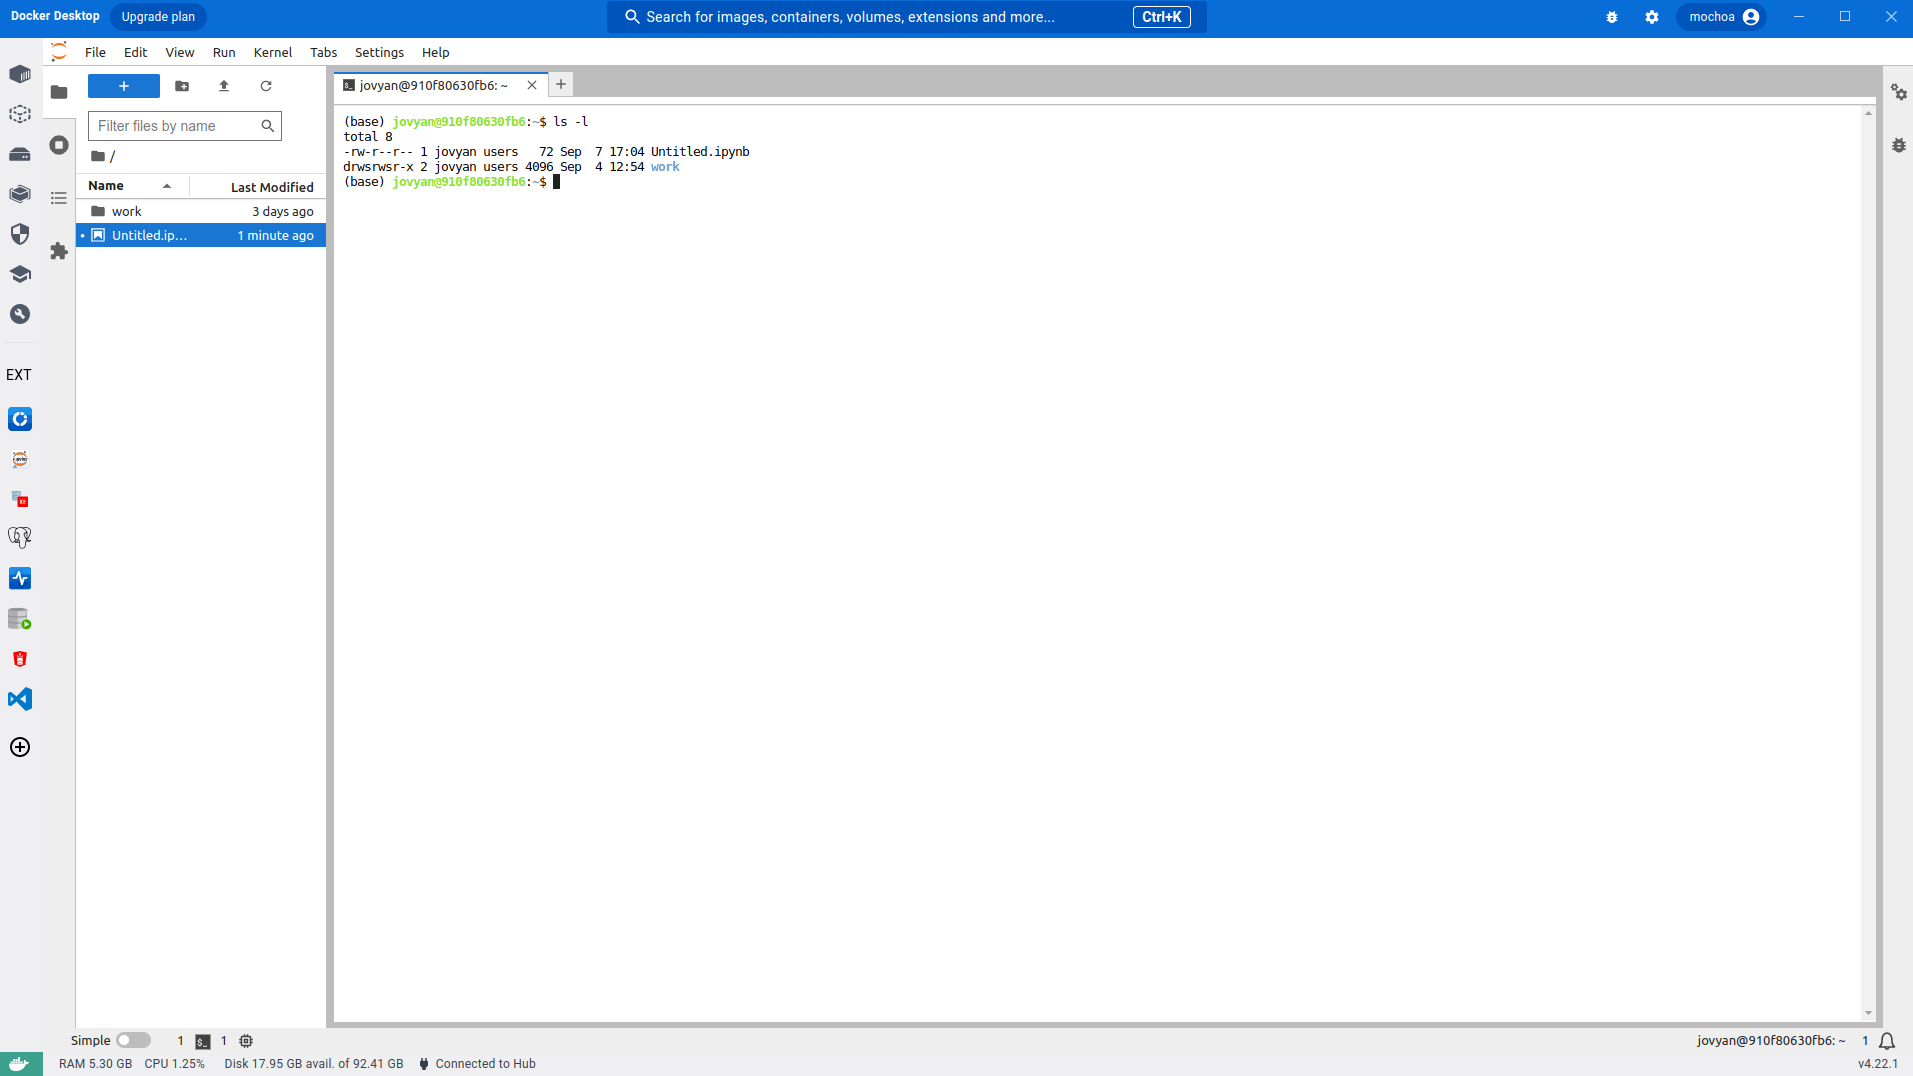 Docker Desktop
Upgrade plan
Search for images, containers, volumes, extensions and more...
Ctrl+K
mochoa
File Edit View Run Kernel Tabs Settings Help
Filter files by name
/
Name
Last Modified
work
3 days ago
Untitled.ip...
1 minute ago
EXT
jovyan@910f80630fb6: ~
(base) jovyan@910f80630fb6:~$ ls -l
total 8
-rw-r--r-- 1 jovyan users   72 Sep  7 17:04 Untitled.ipynb
drwsrwsr-x 2 jovyan users 4096 Sep  4 12:54 work
(base) jovyan@910f80630fb6:~$
Simple
1
1
jovyan@910f80630fb6: ~
1
RAM 5.30 GB CPU 1.25% Disk 17.95 GB avail. of 92.41 GB Connected to Hub
v4.22.1